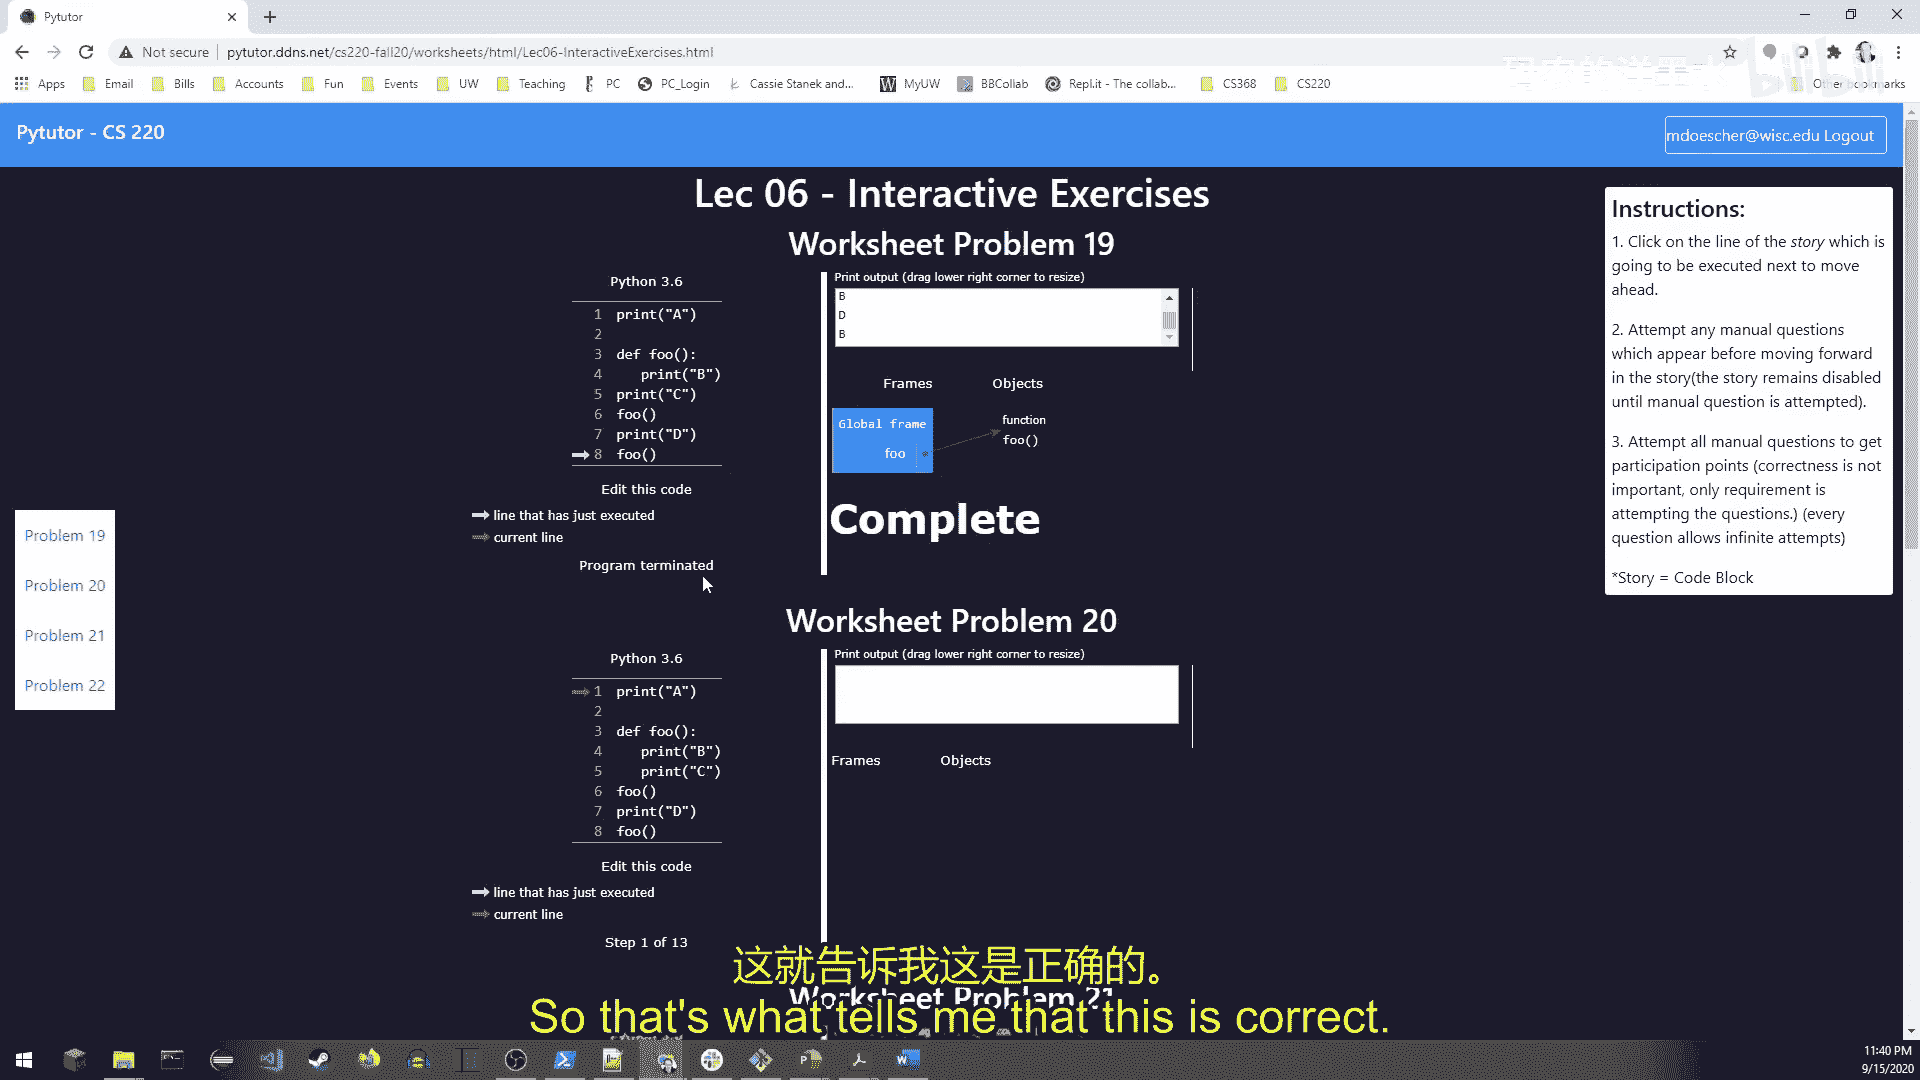 Pytutor
Not secure
pytutor.ddns.net/cs220-fall20/worksheets/html/Lec06-InteractiveExercises.html
Apps Email Bills Accounts Fun Events UW Teaching PC PC_Login Cassie Stanek and... MyUW BBCollab Repl.it - The collab... CS368 CS220 Other bookmarks
Pytutor - CS 220
mdoescher@wisc.edu Logout
Lec 06 - Interactive Exercises
Worksheet Problem 19
Python 3.6
1 print("A")
2
3 def foo():
4 print("B")
5 print("C")
6 foo()
7 print("D")
8 foo()
Edit this code
line that has just executed
current line
Program terminated
Print output (drag lower right corner to resize)
B
D
B
Frames Objects
Global frame
foo
function
foo()
Complete
Worksheet Problem 20
Python 3.6
1 print("A")
2
3 def foo():
4 print("B")
5 print("C")
6 foo()
7 print("D")
8 foo()
Edit this code
line that has just executed
current line
Step 1 of 13
Print output (drag lower right corner to resize)
Frames Objects
Worksheet Problem 21
Problem 19
Problem 20
Problem 21
Problem 22
Instructions:
1. Click on the line of the story which is
going to be executed next to move
ahead.
2. Attempt any manual questions
which appear before moving forward
in the story(the story remains disabled
until manual question is attempted).
3. Attempt all manual questions to get
participation points (correctness is not
important, only requirement is
attempting the questions.) (every
question allows infinite attempts)
*Story = Code Block
这就告诉我这是正确的。
So that's what tells me that this is correct.
11:40 PM
9/15/2020